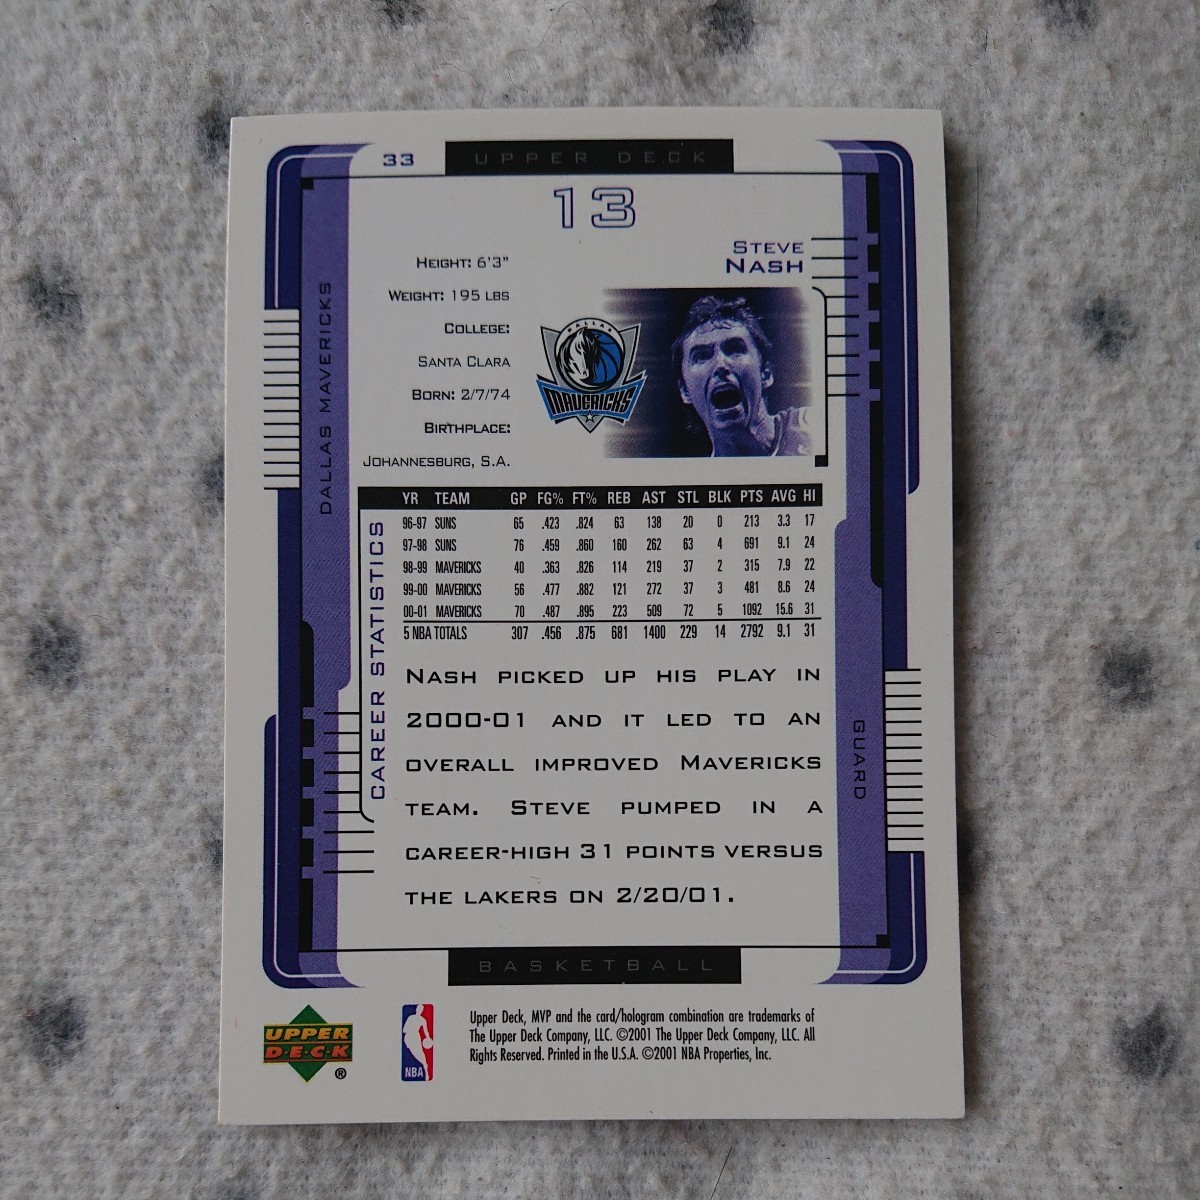 33
UPPER DECK
13
STEVE
NASH
HEIGHT: 6'3"
WEIGHT: 195 LBS
COLLEGE:
SANTA CLARA
BORN: 2/7/74
BIRTHPLACE:
JOHANNESBURG, S.A.
DALLAS
MAVERICKS
DALLAS MAVERICKS
CAREER STATISTICS
YR TEAM GP FG% FT% REB AST STL BLK PTS AVG HI
96-97 SUNS 65 .423 .824 63 138 20 0 213 3.3 17
97-98 SUNS 76 .459 .860 160 262 63 4 691 9.1 24
98-99 MAVERICKS 40 .363 .826 114 219 37 2 315 7.9 22
99-00 MAVERICKS 56 .477 .882 121 272 37 3 481 8.6 24
00-01 MAVERICKS 70 .487 .895 223 509 72 5 1092 15.6 31
5 NBA TOTALS 307 .456 .875 681 1400 229 14 2792 9.1 31
NASH PICKED UP HIS PLAY IN
2000-01 AND IT LED TO AN
OVERALL IMPROVED MAVERICKS
TEAM. STEVE PUMPED IN A
CAREER-HIGH 31 POINTS VERSUS
THE LAKERS ON 2/20/01.
GUARD
BASKETBALL
UPPER
DECK
®
NBA
Upper Deck, MVP and the card/hologram combination are trademarks of
The Upper Deck Company, LLC. ©2001 The Upper Deck Company, LLC. All
Rights Reserved. Printed in the U.S.A. ©2001 NBA Properties, Inc.